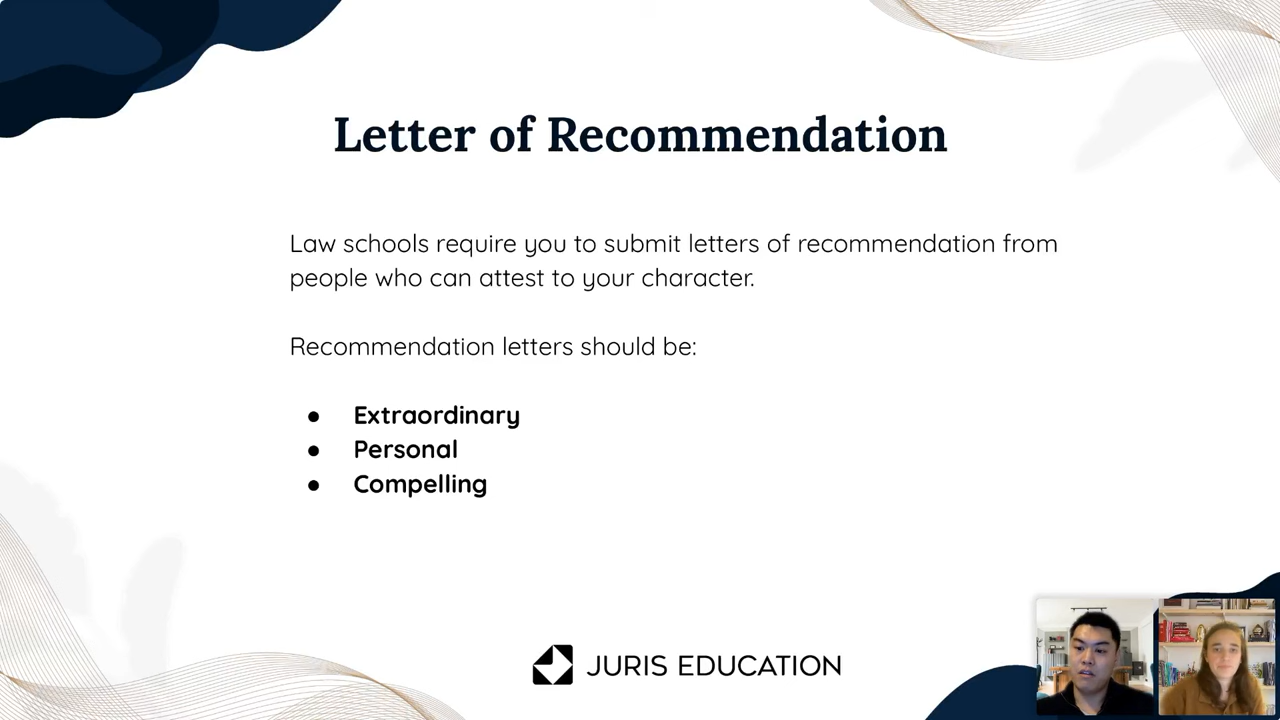 Letter of Recommendation
Law schools require you to submit letters of recommendation from
people who can attest to your character.
Recommendation letters should be:
● Extraordinary
● Personal
● Compelling
JURIS EDUCATION